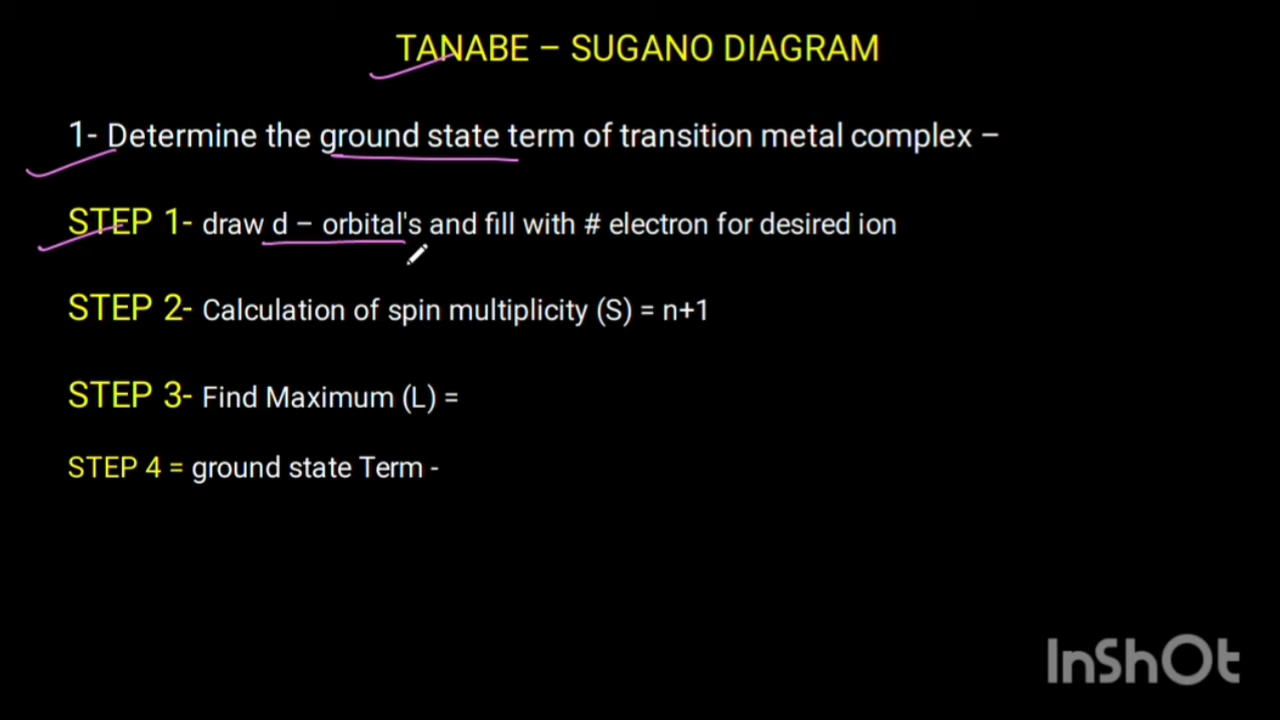 TANABE – SUGANO DIAGRAM
1- Determine the ground state term of transition metal complex –
STEP 1- draw d – orbital's and fill with # electron for desired ion
STEP 2- Calculation of spin multiplicity (S) = n+1
STEP 3- Find Maximum (L) =
STEP 4 = ground state Term -
InShOt